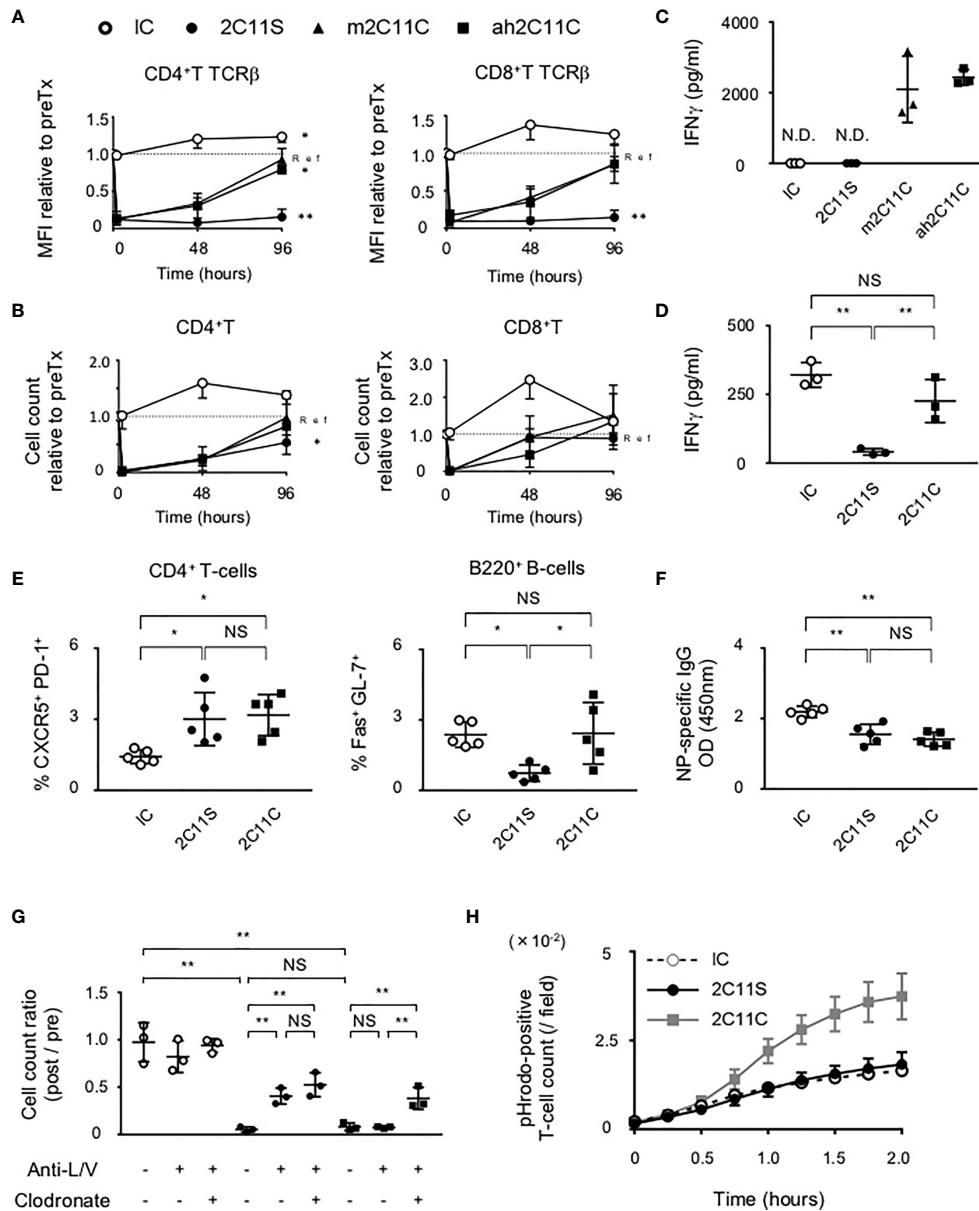 A
IC 2C11S m2C11C ah2C11C
CD4+T TCRβ
MFI relative to preTx
1.5
1.0
0.5
0
*
Ref
*
**
0 48 96
Time (hours)
CD8+T TCRβ
MFI relative to preTx
1.5
1.0
0.5
0
Ref
**
0 48 96
Time (hours)
C
IFNγ (pg/ml)
4000
2000
0
N.D. N.D.
IC 2C11S m2C11C ah2C11C
B
CD4+T
Cell count
relative to preTx
2.0
1.0
0
Ref
*
0 48 96
Time (hours)
CD8+T
Cell count
relative to preTx
3.0
2.0
1.0
0
Ref
0 48 96
Time (hours)
D
NS
** **
IFNγ (pg/ml)
500
250
0
IC 2C11S 2C11C
E
CD4+ T-cells
*
* NS
% CXCR5+ PD-1+
6
3
0
IC 2C11S 2C11C
B220+ B-cells
NS
* *
% Fas+ GL-7+
6
3
0
IC 2C11S 2C11C
F
**
** NS
NP-specific IgG
OD (450nm)
4
2
0
IC 2C11S 2C11C
G
**
** NS
** **
** NS NS **
Cell count ratio
(post / pre)
1.5
1.0
0.5
0
Anti-L/V - + + - + + - + +
Clodronate - - + - - + - - +
H
(×10-2)
IC
2C11S
2C11C
pHrodo-positive
T-cell count (/ field)
5
2.5
0
0 0.5 1.0 1.5 2.0
Time (hours)